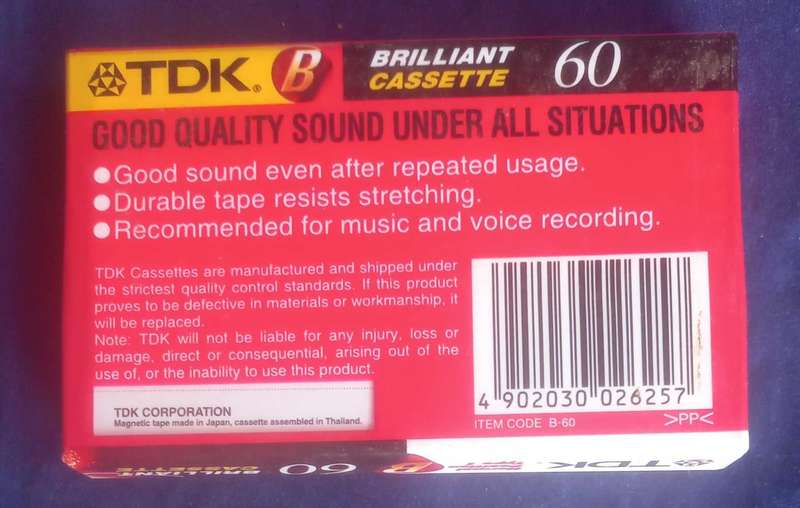 TDK® B BRILLIANT CASSETTE 60
GOOD QUALITY SOUND UNDER ALL SITUATIONS
●Good sound even after repeated usage.
●Durable tape resists stretching.
●Recommended for music and voice recording.
TDK Cassettes are manufactured and shipped under
the strictest quality control standards. If this product
proves to be defective in materials or workmanship, it
will be replaced.
Note: TDK will not be liable for any injury, loss or
damage, direct or consequential, arising out of the
use of, or the inability to use this product.
TDK CORPORATION
Magnetic tape made in Japan, cassette assembled in Thailand.
4 902030 026257
ITEM CODE B-60
>PP<
BRILLIANT CASSETTE 60 B TDK